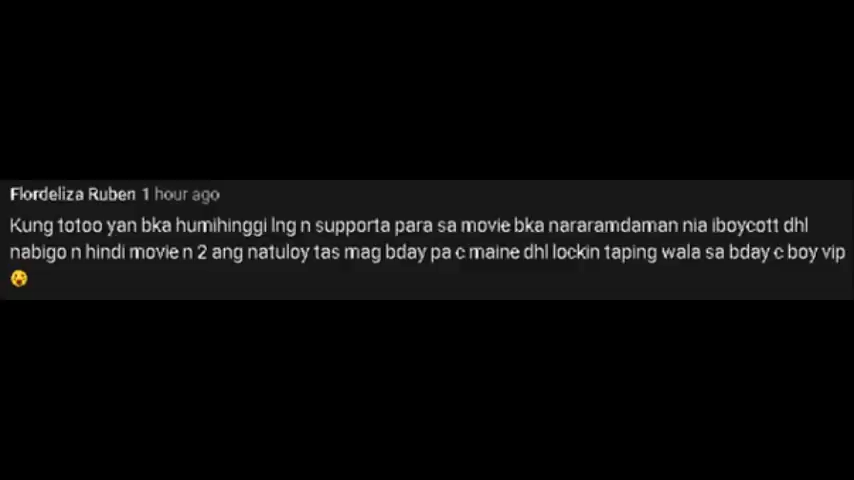 Flordeliza Ruben 1 hour ago
Kung totoo yan bka humihinggi lng n supporta para sa movie bka nararamdaman nia iboycott dhl
nabigo n hindi movie n 2 ang natuloy tas mag bday pa c maine dhl lockin taping wala sa bday c boy vip
😮